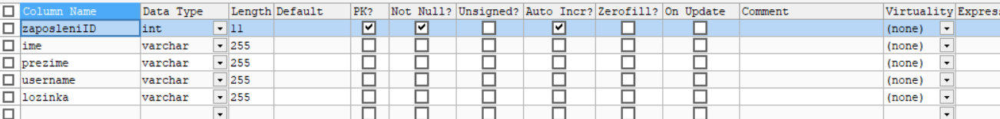 Column Name Data Type Length Default PK? Not Null? Unsigned? Auto Incr? Zerofill? On Update Comment Virtuality Express
zaposleniID int 11 (none)
ime varchar 255 (none)
prezime varchar 255 (none)
username varchar 255 (none)
lozinka varchar 255 (none)